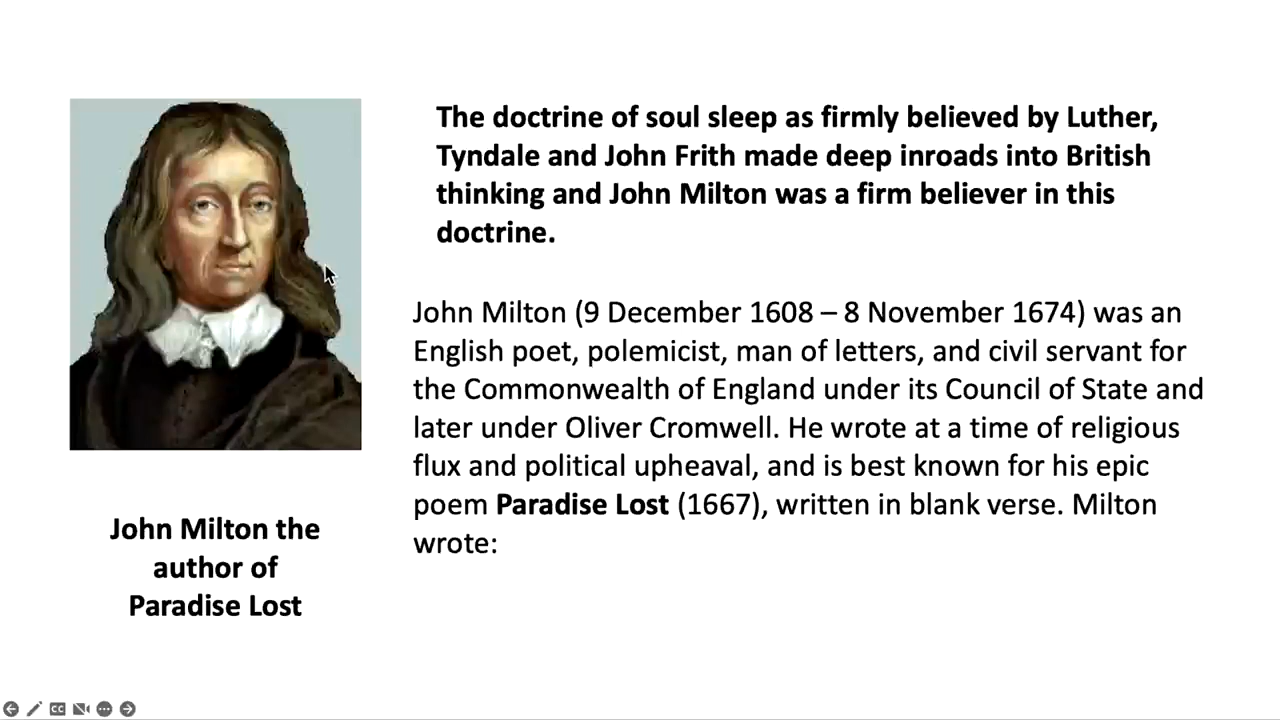 The doctrine of soul sleep as firmly believed by Luther,
Tyndale and John Frith made deep inroads into British
thinking and John Milton was a firm believer in this
doctrine.
John Milton (9 December 1608 – 8 November 1674) was an
English poet, polemicist, man of letters, and civil servant for
the Commonwealth of England under its Council of State and
later under Oliver Cromwell. He wrote at a time of religious
flux and political upheaval, and is best known for his epic
poem Paradise Lost (1667), written in blank verse. Milton
wrote:
John Milton the
author of
Paradise Lost
CC